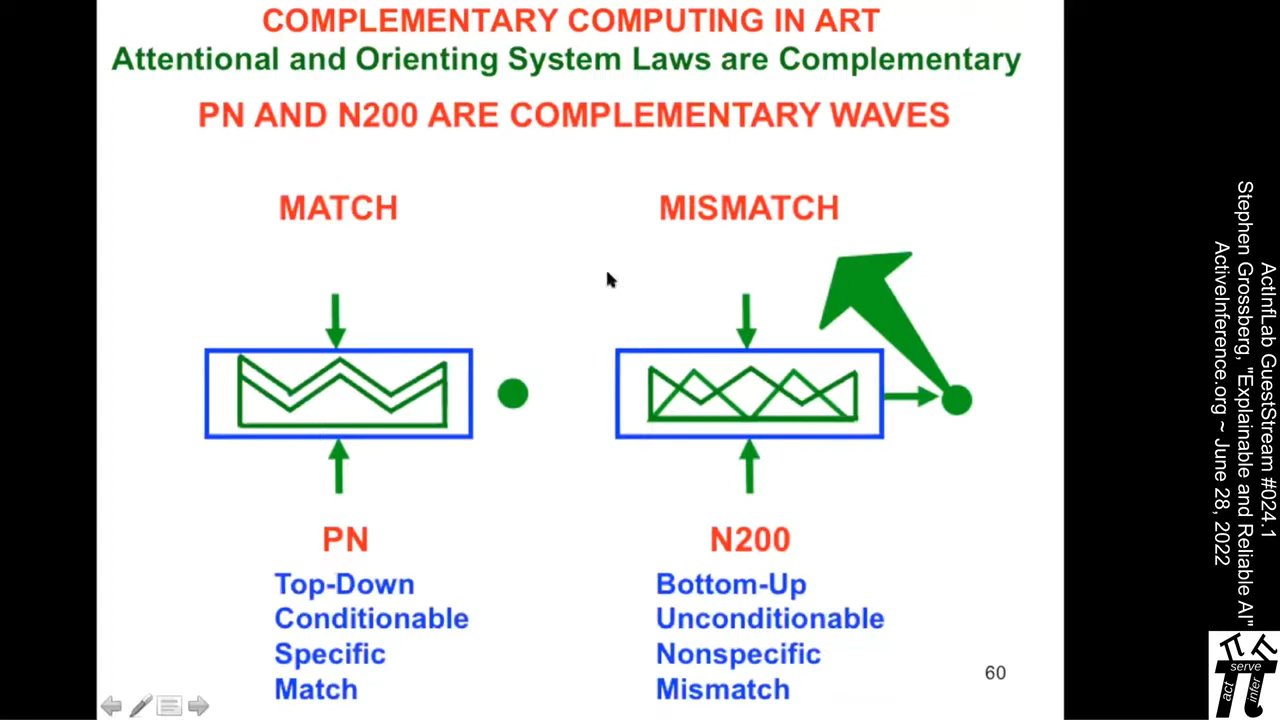 COMPLEMENTARY COMPUTING IN ART
Attentional and Orienting System Laws are Complementary
PN AND N200 ARE COMPLEMENTARY WAVES
MATCH
MISMATCH
PN
Top-Down
Conditionable
Specific
Match
N200
Bottom-Up
Unconditionable
Nonspecific
Mismatch
60
ActInfLab GuestStream #024.1
Stephen Grossberg, "Explainable and Reliable AI"
ActiveInference.org ~ June 28, 2022
serve
act
infer